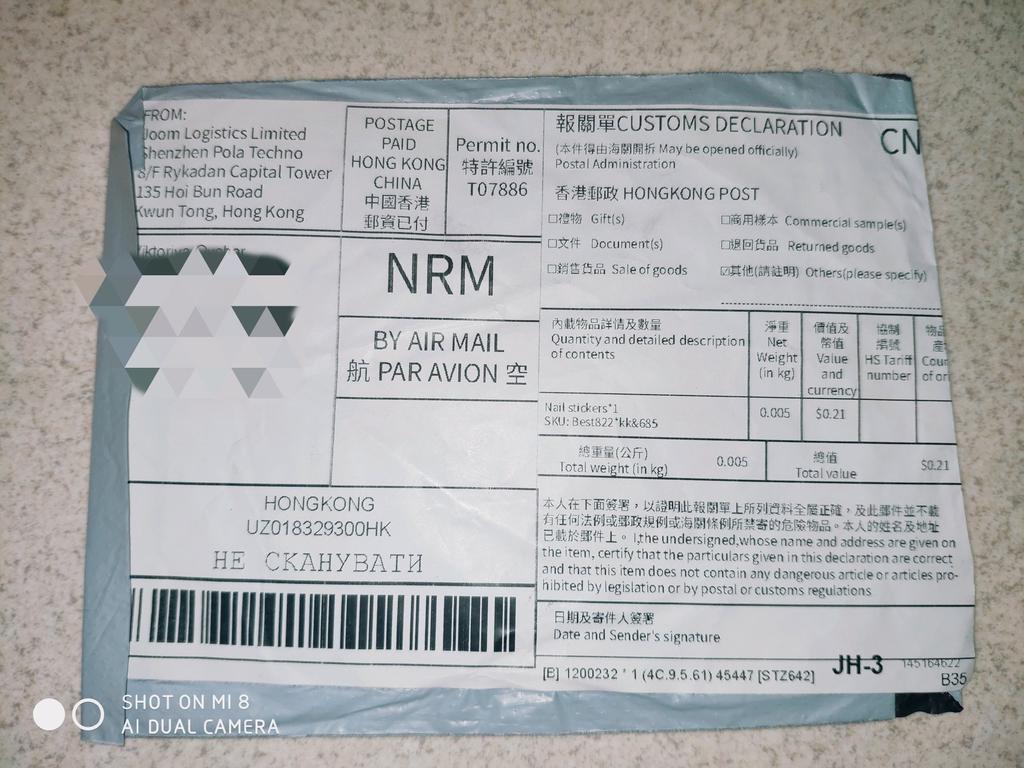 FROM:
Joom Logistics Limited
Shenzhen Pola Techno
8/F Rykadan Capital Tower
135 Hoi Bun Road
Kwun Tong, Hong Kong
POSTAGE
PAID
HONG KONG
CHINA
中國香港
郵資已付
Permit no.
特許編號
T07886
NRM
BY AIR MAIL
航 PAR AVION 空
HONGKONG
UZ018329300HK
НЕ СКАНУВАТИ
報關單CUSTOMS DECLARATION
CN
(本件得由海關開拆 May be opened officially)
Postal Administration
香港郵政 HONGKONG POST
☐禮物 Gift(s)
☐商用樣本 Commercial sample(s)
☐文件 Document(s)
☐退回貨品 Returned goods
☐銷售貨品 Sale of goods
☑其他(請註明) Others(please specify)
內載物品詳情及數量
Quantity and detailed description
of contents
淨重
Net
Weight
(in kg)
價值及
幣值
Value
and
currency
協制
編號
HS Tariff
number
物品
產
Coun
of ori
Nail stickers*1
SKU: Best822*kk&685
0.005
$0.21
總重量(公斤)
Total weight (in kg)
0.005
總值
Total value
$0.21
本人在下面簽署，以證明此報關單上所列資料全屬正確，及此郵件並不載
有任何法例或郵政規例或海關條例所禁寄的危險物品。本人的姓名及地址
已載於郵件上。 I,the undersigned,whose name and address are given on
the item, certify that the particulars given in this declaration are correct
and that this item does not contain any dangerous article or articles pro-
hibited by legislation or by postal or customs regulations
日期及寄件人簽署
Date and Sender's signature
[B] 1200232 * 1 (4C.9.5.61) 45447 [STZ642]
JH-3
145164622
B35
SHOT ON MI 8
AI DUAL CAMERA